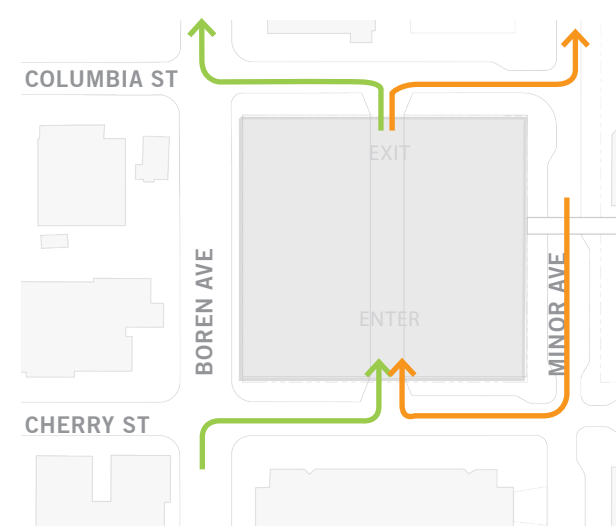 COLUMBIA ST
EXIT
BOREN AVE
MINOR AVE
ENTER
CHERRY ST